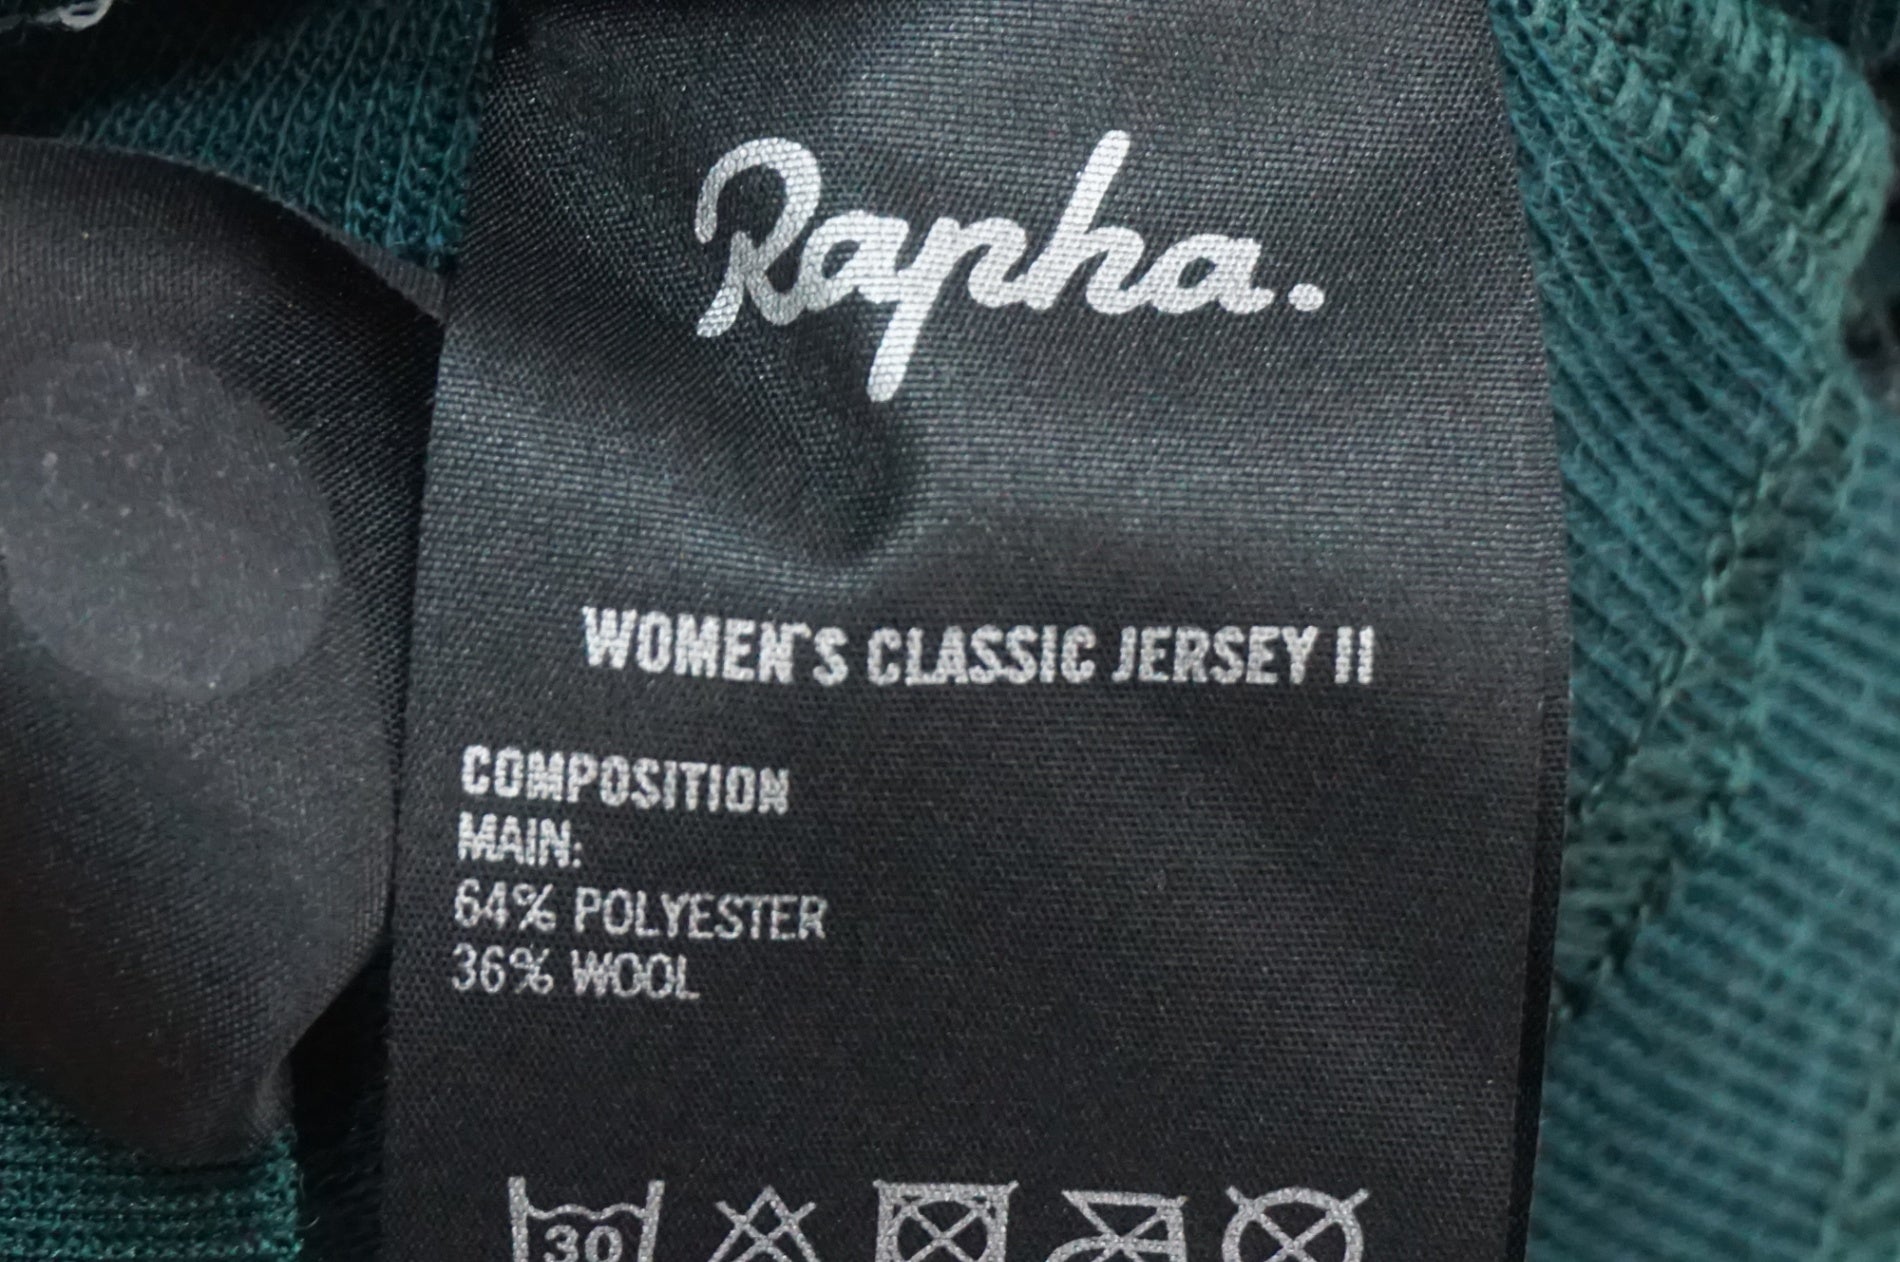 Rapha.
WOMEN'S CLASSIC JERSEY II
COMPOSITION
MAIN:
64% POLYESTER
36% WOOL
30